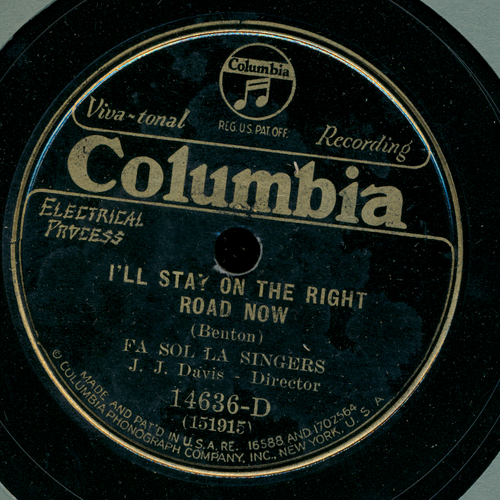 Columbia
REG. U.S. PAT. OFF.
Viva-tonal Recording
Columbia
ELECTRICAL
PROCESS
I'LL STAY ON THE RIGHT
ROAD NOW
(Benton)
FA SOL LA SINGERS
J. J. Davis - Director
14636-D
(151915)
MADE AND PAT'D IN U.S.A. RE. 16588 AND 1702564
© COLUMBIA PHONOGRAPH COMPANY, INC., NEW YORK, U.S.A